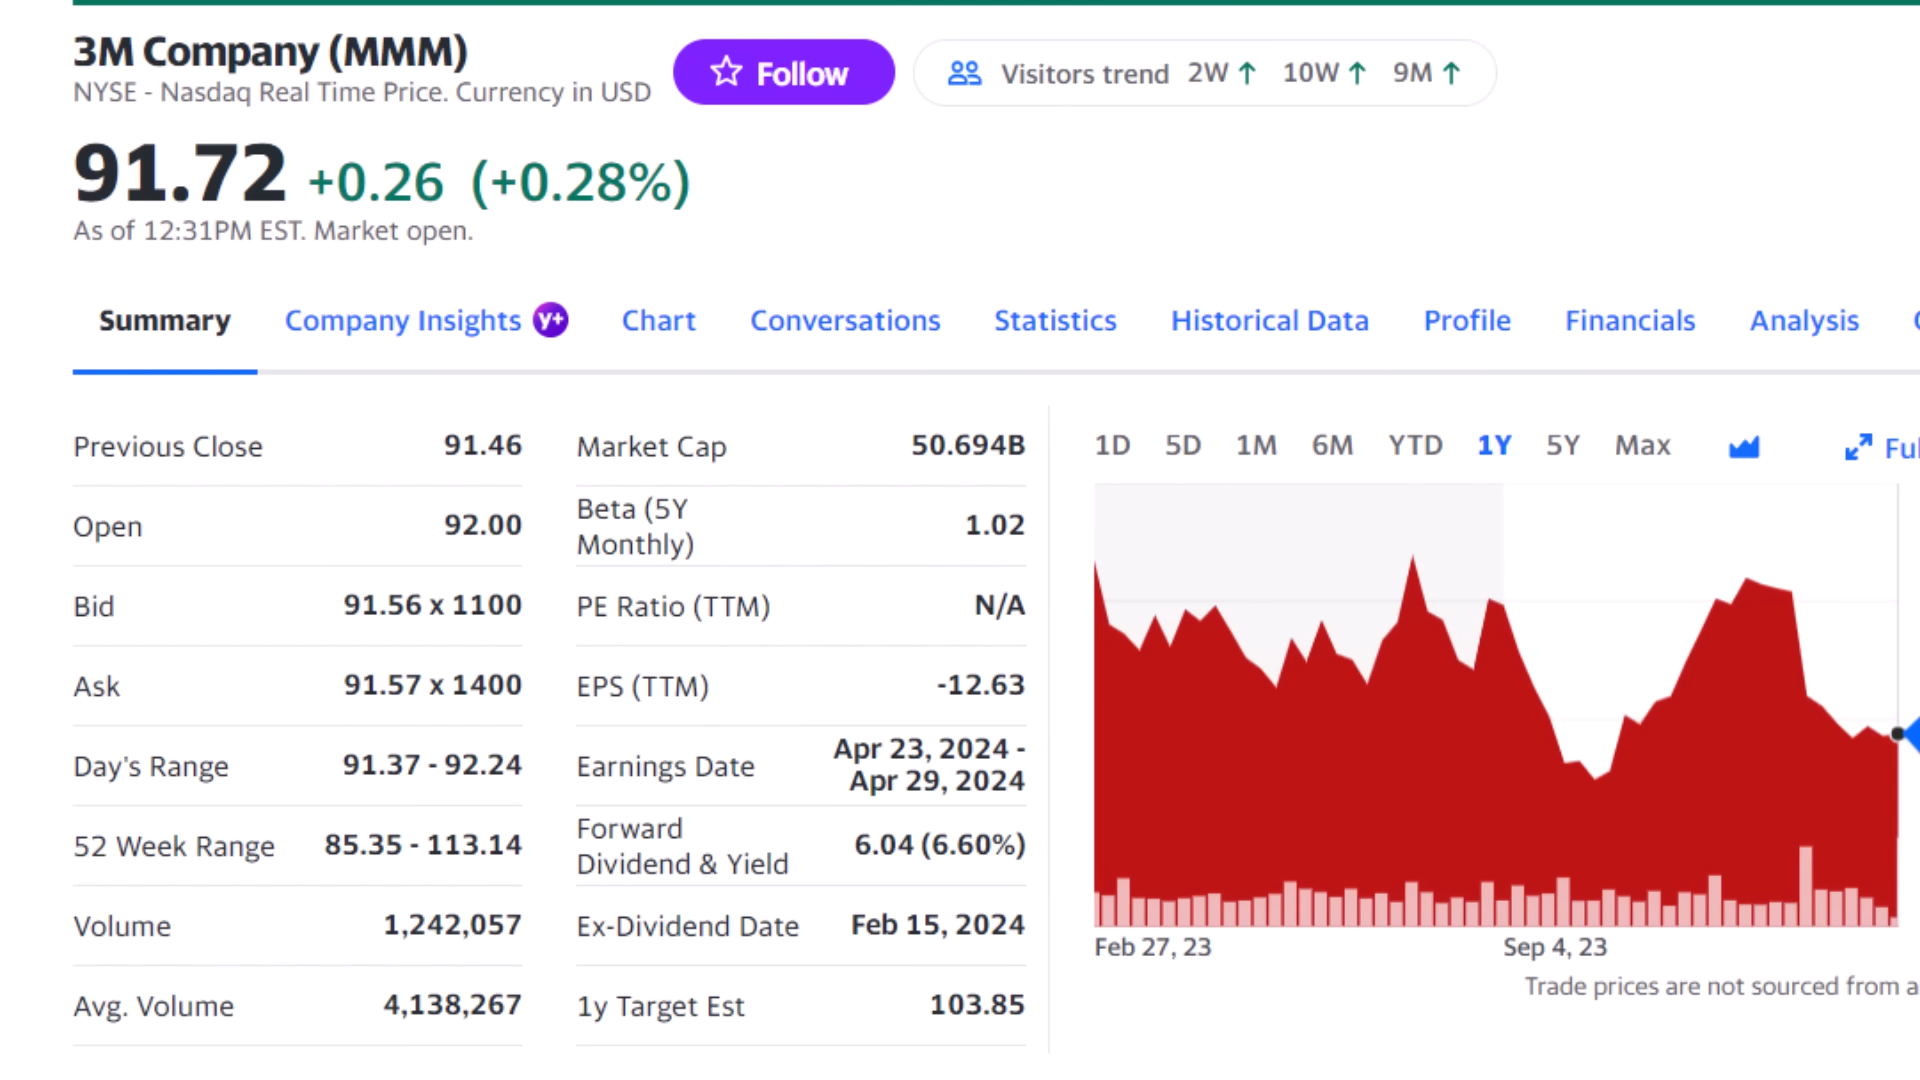 3M Company (MMM)
NYSE - Nasdaq Real Time Price. Currency in USD
Follow
Visitors trend 2W ↑ 10W ↑ 9M ↑
91.72 +0.26 (+0.28%)
As of 12:31PM EST. Market open.
Summary Company Insights y+ Chart Conversations Statistics Historical Data Profile Financials Analysis
Previous Close 91.46
Open 92.00
Bid 91.56 x 1100
Ask 91.57 x 1400
Day's Range 91.37 - 92.24
52 Week Range 85.35 - 113.14
Volume 1,242,057
Avg. Volume 4,138,267
Market Cap 50.694B
Beta (5Y
Monthly) 1.02
PE Ratio (TTM) N/A
EPS (TTM) -12.63
Earnings Date Apr 23, 2024 -
Apr 29, 2024
Forward
Dividend & Yield 6.04 (6.60%)
Ex-Dividend Date Feb 15, 2024
1y Target Est 103.85
1D 5D 1M 6M YTD 1Y 5Y Max
Feb 27, 23 Sep 4, 23
Trade prices are not sourced from a